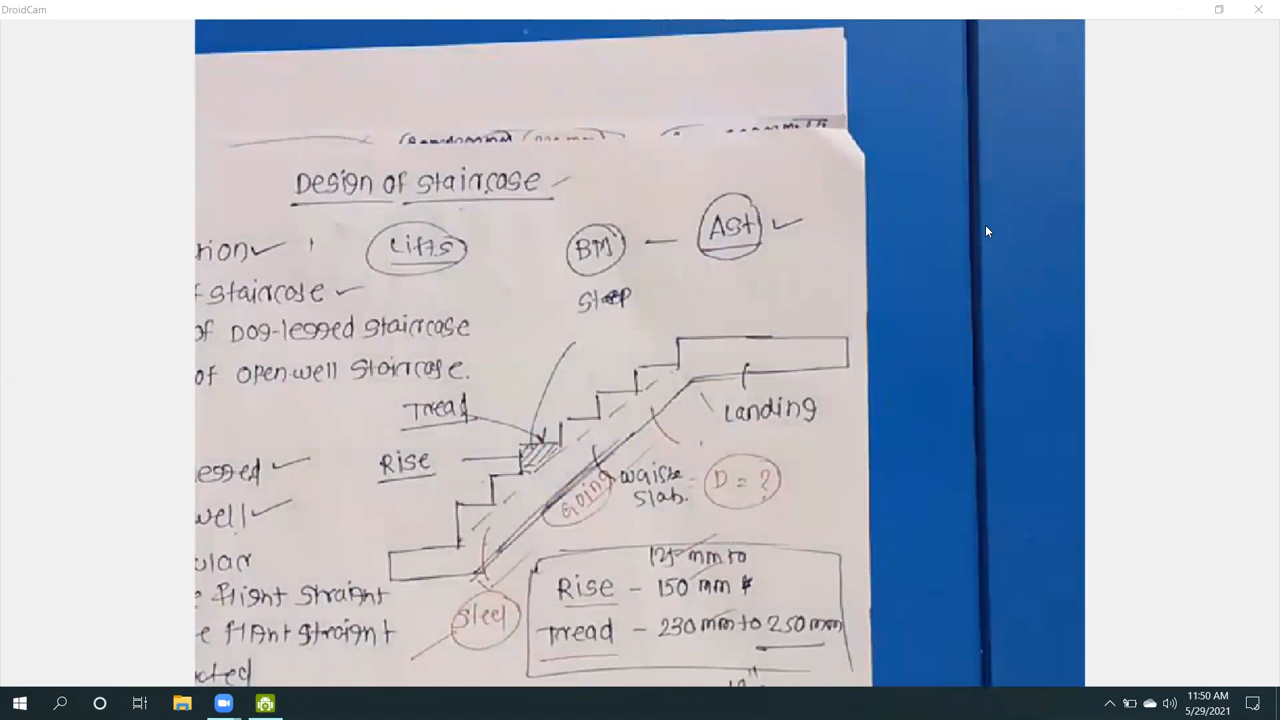 DroidCam
Design of Staircase
Lifts
BM — Ast
f staircase
Step
of Dog-legged staircase
of open well staircase.
Tread
Landing
Rise
Going
waist
slab.
D = ?
egged
well
ular
125 mm to
Rise - 150 mm
e flight straight
Steel
Tread - 230 mm to 250 mm
e flight straight
ated
10"
11:50 AM
5/29/2021